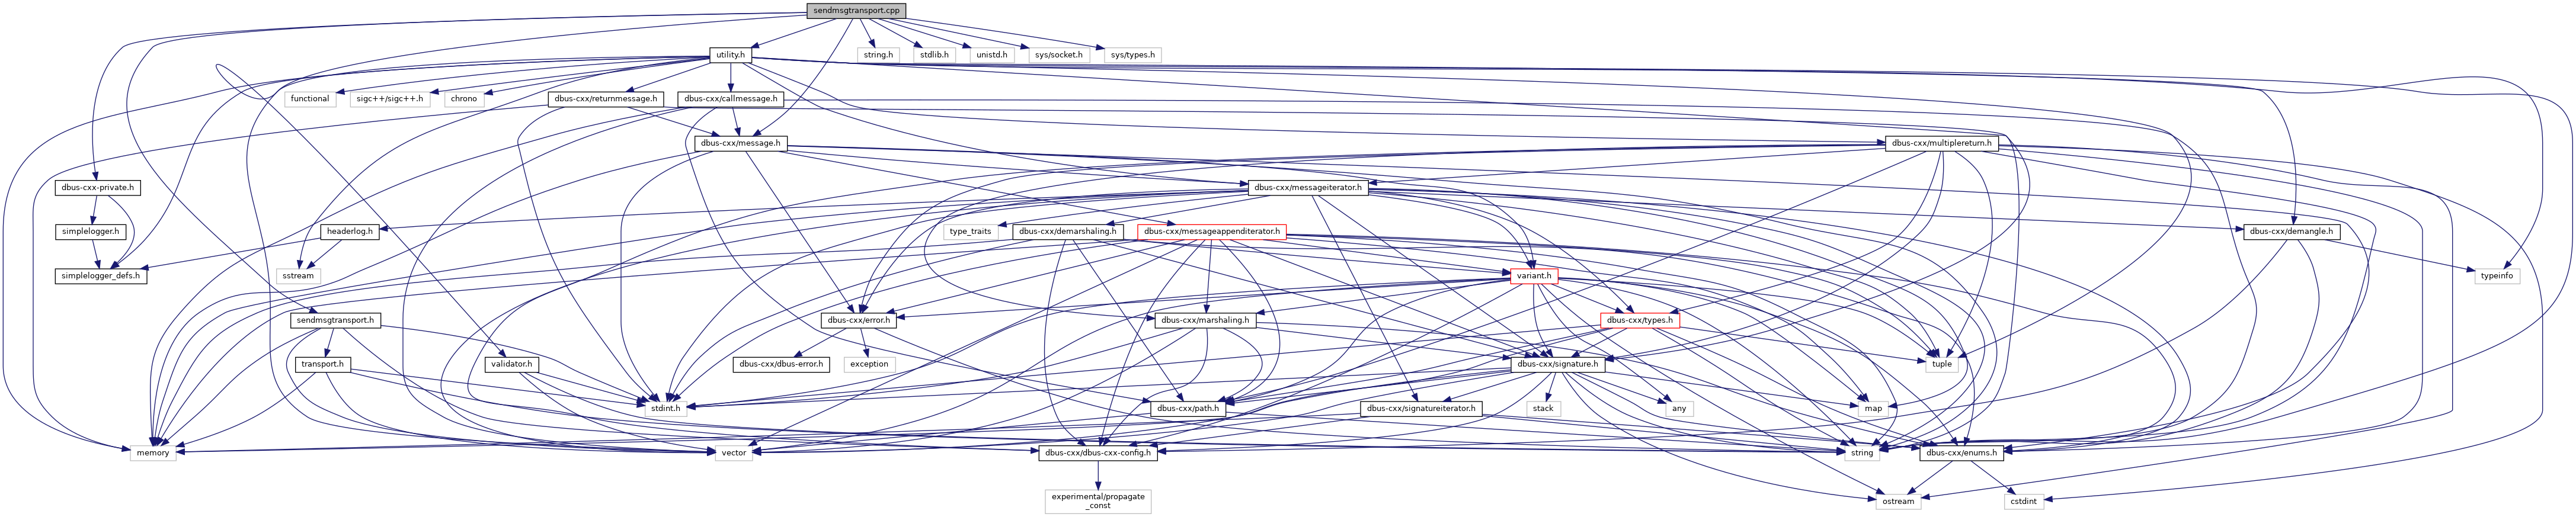 sendmsgtransport.cpp
utility.h
string.h
stdlib.h
unistd.h
sys/socket.h
sys/types.h
functional
sigc++/sigc++.h
chrono
dbus-cxx/returnmessage.h
dbus-cxx/callmessage.h
dbus-cxx/message.h
dbus-cxx/multiplereturn.h
dbus-cxx-private.h
dbus-cxx/messageiterator.h
simplelogger.h
headerlog.h
type_traits
dbus-cxx/demarshaling.h
dbus-cxx/messageappenditerator.h
dbus-cxx/demangle.h
simplelogger_defs.h
sstream
variant.h
typeinfo
sendmsgtransport.h
dbus-cxx/error.h
dbus-cxx/marshaling.h
dbus-cxx/types.h
transport.h
validator.h
dbus-cxx/dbus-error.h
exception
dbus-cxx/signature.h
tuple
stdint.h
dbus-cxx/path.h
dbus-cxx/signatureiterator.h
stack
any
map
memory
vector
dbus-cxx/dbus-cxx-config.h
string
dbus-cxx/enums.h
experimental/propagate
_const
ostream
cstdint